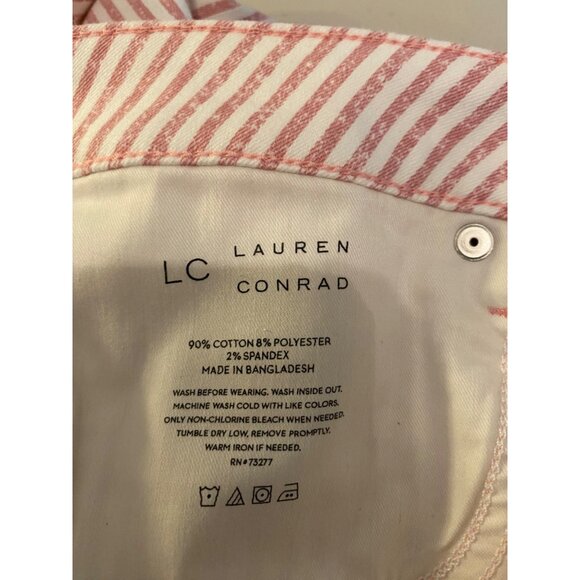 LC LAUREN
CONRAD
90% COTTON 8% POLYESTER
2% SPANDEX
MADE IN BANGLADESH
WASH BEFORE WEARING. WASH INSIDE OUT.
MACHINE WASH COLD WITH LIKE COLORS.
ONLY NON-CHLORINE BLEACH WHEN NEEDED.
TUMBLE DRY LOW, REMOVE PROMPTLY.
WARM IRON IF NEEDED.
RN#73277